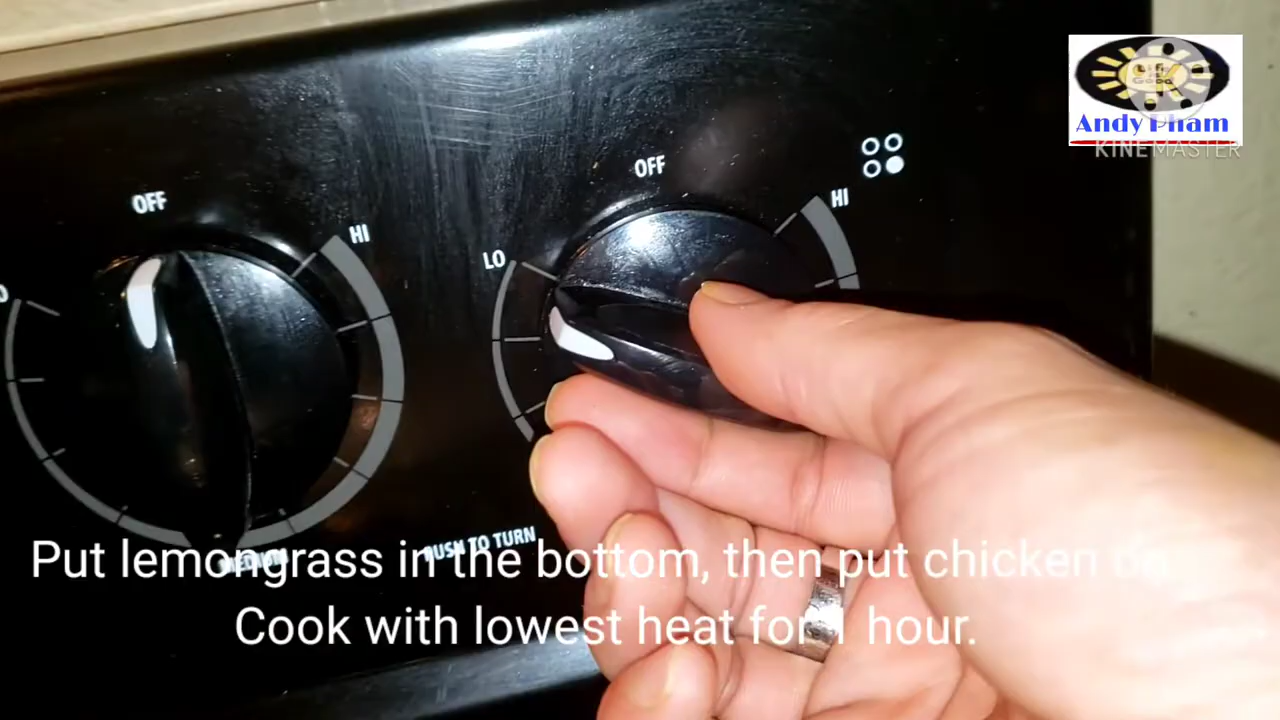 Andy Pham
KINEMASTER
OFF
HI
OFF
HI
LO
MEDIUM
PUSH TO TURN
Put lemongrass in the bottom, then put chicken
Cook with lowest heat for 1 hour.